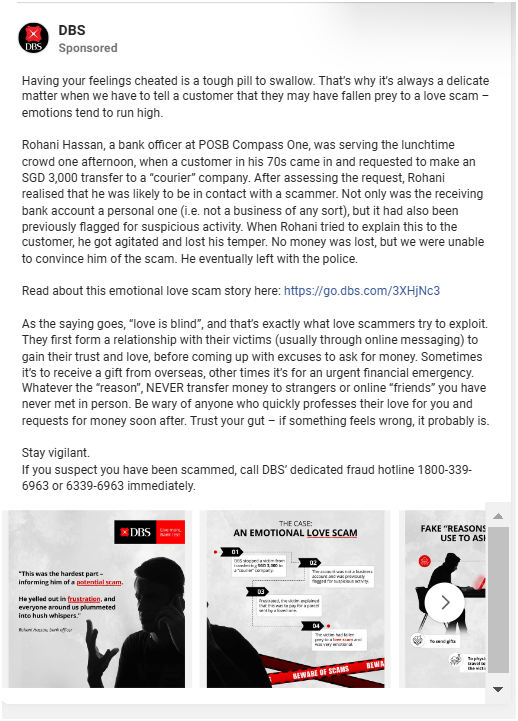 DBS
Sponsored
Having your feelings cheated is a tough pill to swallow. That's why it's always a delicate
matter when we have to tell a customer that they may have fallen prey to a love scam –
emotions tend to run high.
Rohani Hassan, a bank officer at POSB Compass One, was serving the lunchtime
crowd one afternoon, when a customer in his 70s came in and requested to make an
SGD 3,000 transfer to a "courier" company. After assessing the request, Rohani
realised that he was likely to be in contact with a scammer. Not only was the receiving
bank account a personal one (i.e. not a business of any sort), but it had also been
previously flagged for suspicious activity. When Rohani tried to explain this to the
customer, he got agitated and lost his temper. No money was lost, but we were unable
to convince him of the scam. He eventually left with the police.
Read about this emotional love scam story here: https://go.dbs.com/3XHjNc3
As the saying goes, "love is blind", and that's exactly what love scammers try to exploit.
They first form a relationship with their victims (usually through online messaging) to
gain their trust and love, before coming up with excuses to ask for money. Sometimes
it's to receive a gift from overseas, other times it's for an urgent financial emergency.
Whatever the "reason", NEVER transfer money to strangers or online "friends" you have
never met in person. Be wary of anyone who quickly professes their love for you and
requests for money soon after. Trust your gut – if something feels wrong, it probably is.
Stay vigilant.
If you suspect you have been scammed, call DBS' dedicated fraud hotline 1800-339-
6963 or 6339-6963 immediately.
DBS
Live more,
Bank less
"This was the hardest part –
informing him of a potential scam.
He yelled out in frustration, and
everyone around us plummeted
into hush whispers."
Rohani Hassan, bank officer
THE CASE:
AN EMOTIONAL LOVE SCAM
01
DBS stopped a victim from
transferring SGD 3,000 for
a "courier" company.
02
The account was not a business
account and was previously
flagged for suspicious activity.
03
Frustrated, the victim explained
that this was to pay for a parcel
sent by a loved one.
04
The victim had fallen
prey to a love scam and
was very emotional.
BEWARE OF SCAMS
BEWA
FAKE "REASONS
USE TO ASK
To send gifts
To physic
travel to
the victi